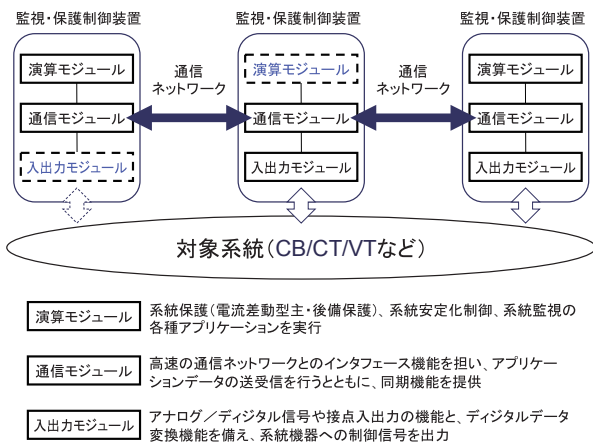 監視・保護制御装置
監視・保護制御装置
監視・保護制御装置
演算モジュール
通信モジュール
入出力モジュール
通信
ネットワーク
演算モジュール
通信モジュール
入出力モジュール
通信
ネットワーク
演算モジュール
通信モジュール
入出力モジュール
対象系統（CB/CT/VTなど）
演算モジュール
系統保護（電流差動型主・後備保護）、系統安定化制御、系統監視の
各種アプリケーションを実行
通信モジュール
高速の通信ネットワークとのインタフェース機能を担い、アプリケー
ションデータの送受信を行うとともに、同期機能を提供
入出力モジュール
アナログ／ディジタル信号や接点入出力の機能と、ディジタルデータ
変換機能を備え、系統機器への制御信号を出力